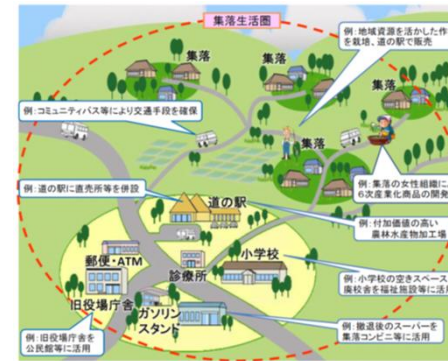 集落生活圏
例：地域資源を活かした作
を栽培、道の駅で販売
集落
集落
集落
例：コミュニティバス等により交通手段を確保
集落
例：集落の女性組織に
６次産業化商品の開発
例：道の駅に直売所等を併設
道の駅
例：付加価値の高い
農林水産物加工場
郵便・ATM
診療所
小学校
例：小学校の空きスペース
廃校舎を福祉施設等に活用
旧役場庁舎
ガソリン
スタンド
例：旧役場庁舎を
公民館等に活用
例：撤退後のスーパーを
集落コンビニ等に活用